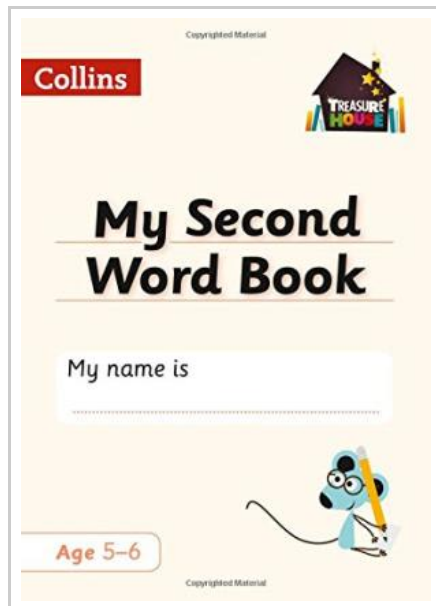 Copyrighted Material
Collins
TREASURE
HOUSE
My Second
Word Book
My name is
Age 5–6
Copyrighted Material